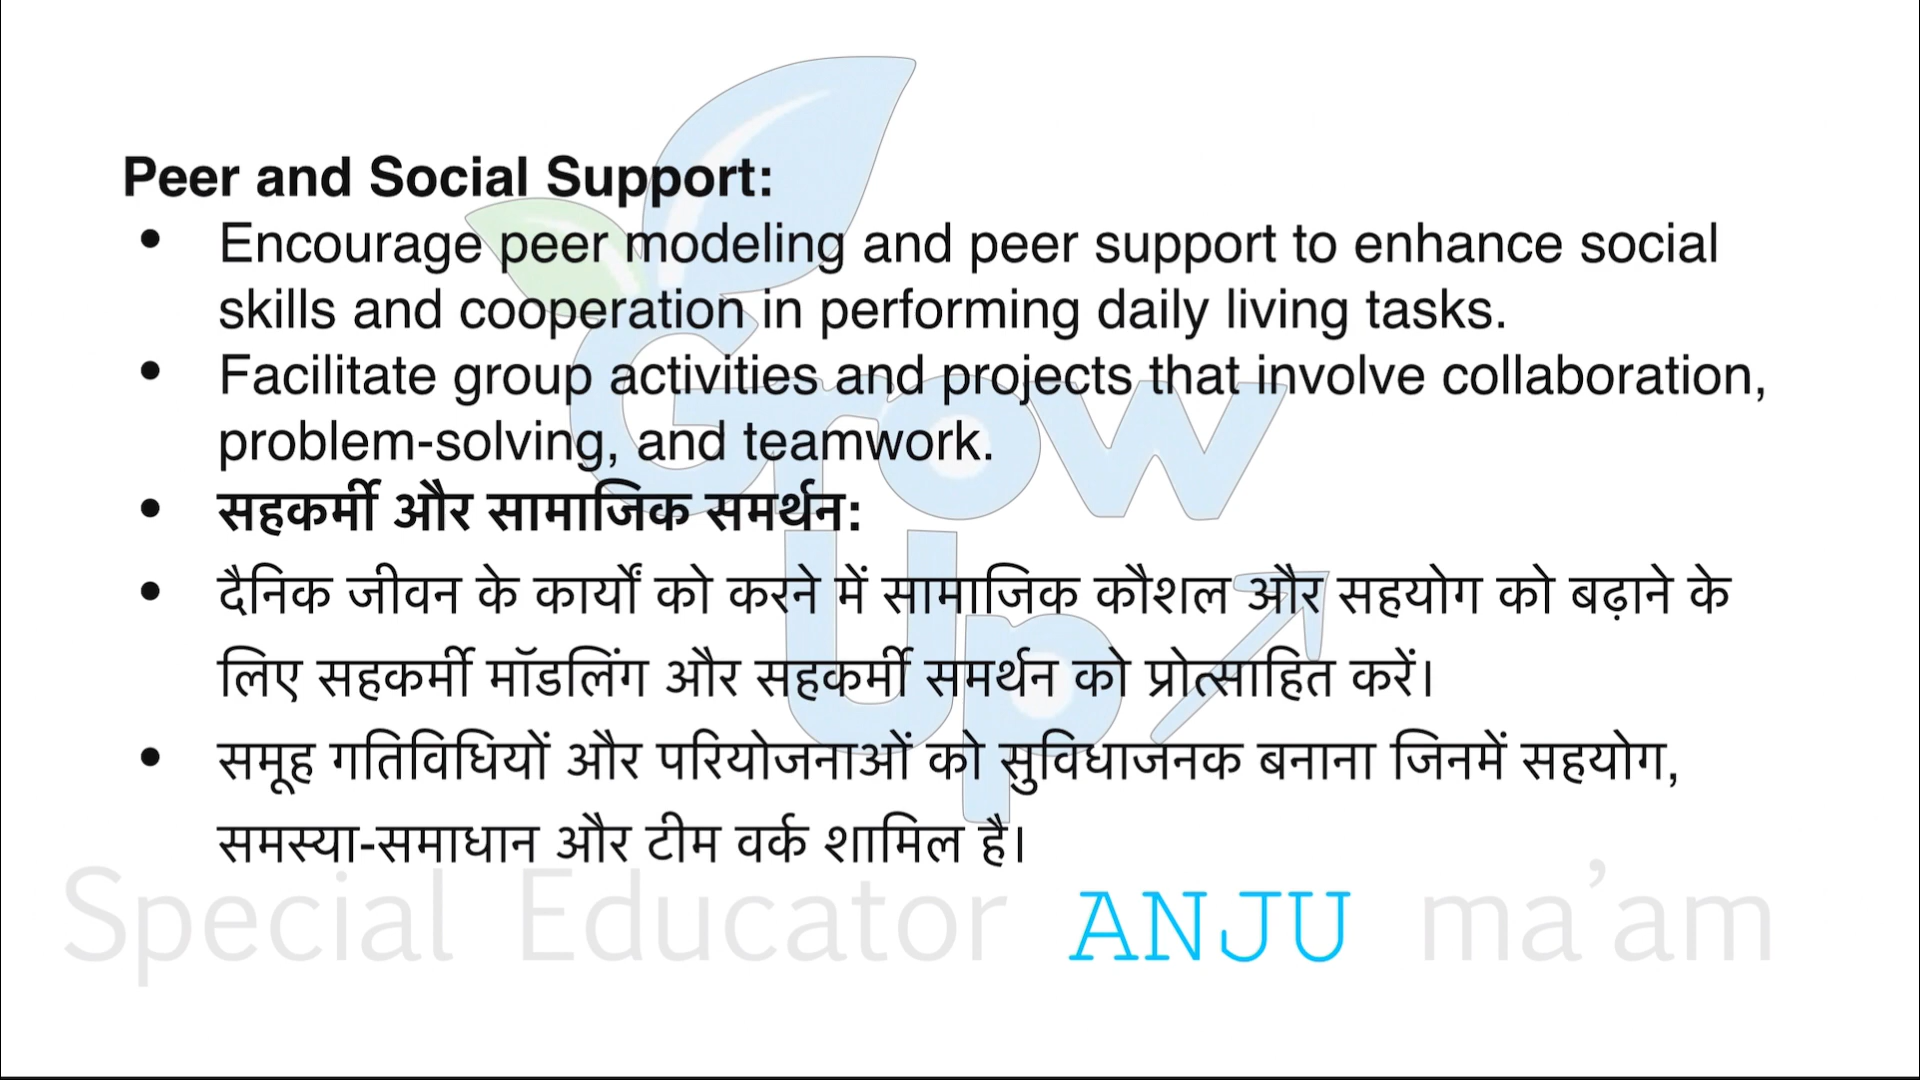 Peer and Social Support:
• Encourage peer modeling and peer support to enhance social
skills and cooperation in performing daily living tasks.
• Facilitate group activities and projects that involve collaboration,
problem-solving, and teamwork.
• सहकर्मी और सामाजिक समर्थन:
• दैनिक जीवन के कार्यों को करने में सामाजिक कौशल और सहयोग को बढ़ाने के
लिए सहकर्मी मॉडलिंग और सहकर्मी समर्थन को प्रोत्साहित करें।
• समूह गतिविधियों और परियोजनाओं को सुविधाजनक बनाना जिनमें सहयोग,
समस्या-समाधान और टीम वर्क शामिल है।
Grow
Up
Special Educator ANJU ma’am